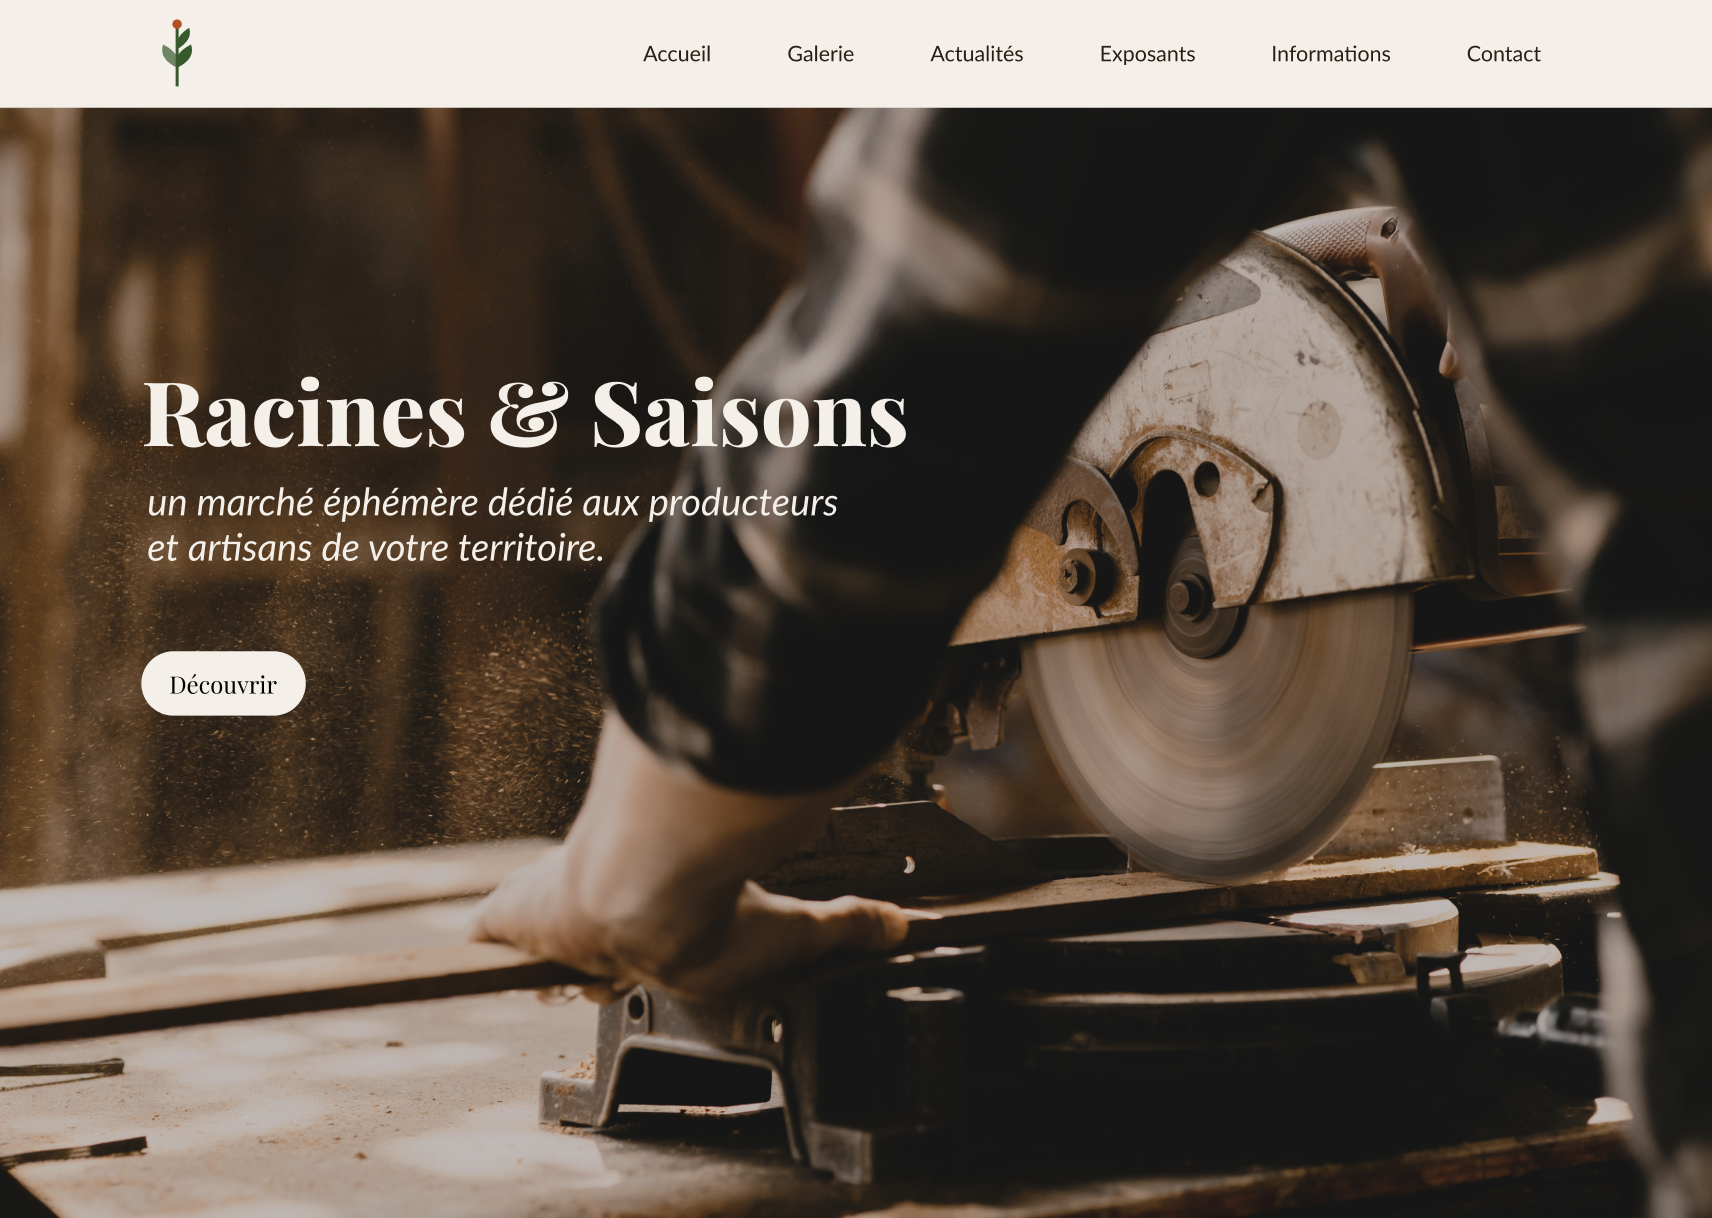 Accueil Galerie Actualités Exposants Informations Contact
Racines & Saisons
un marché éphémère dédié aux producteurs
et artisans de votre territoire.
Découvrir